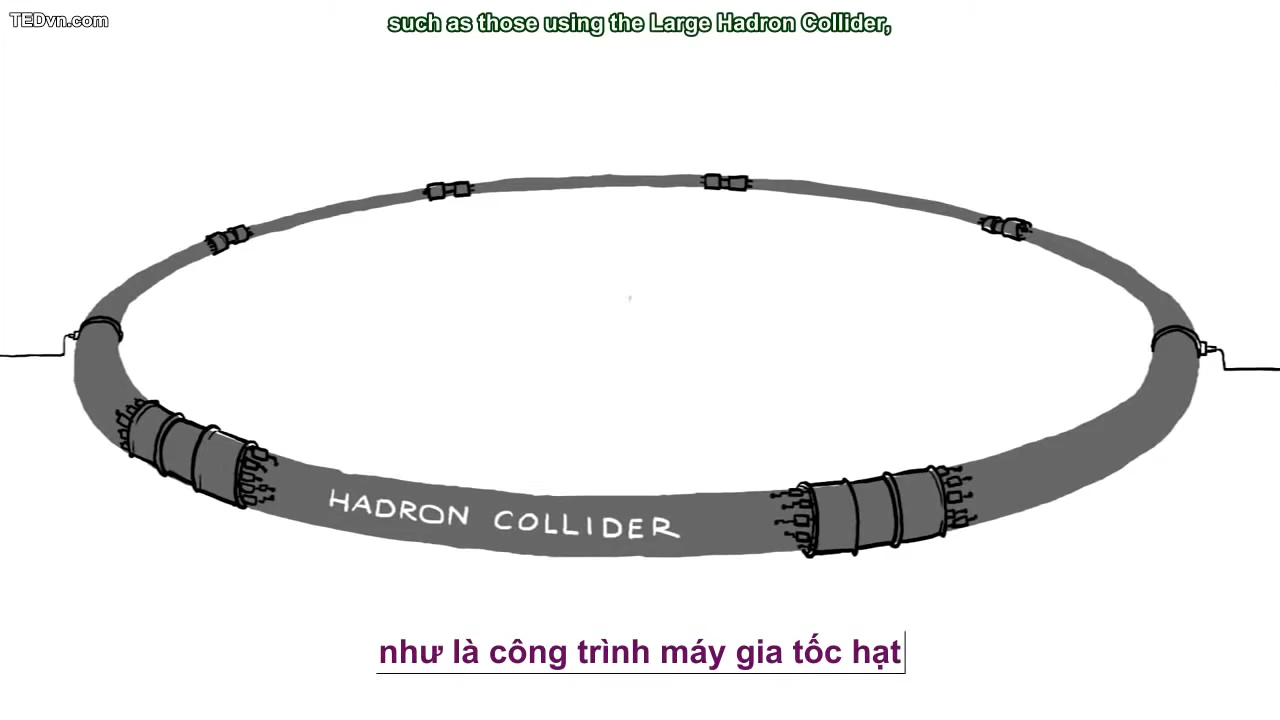 TEDvn.com
such as those using the Large Hadron Collider,
HADRON COLLIDER
như là công trình máy gia tốc hạt